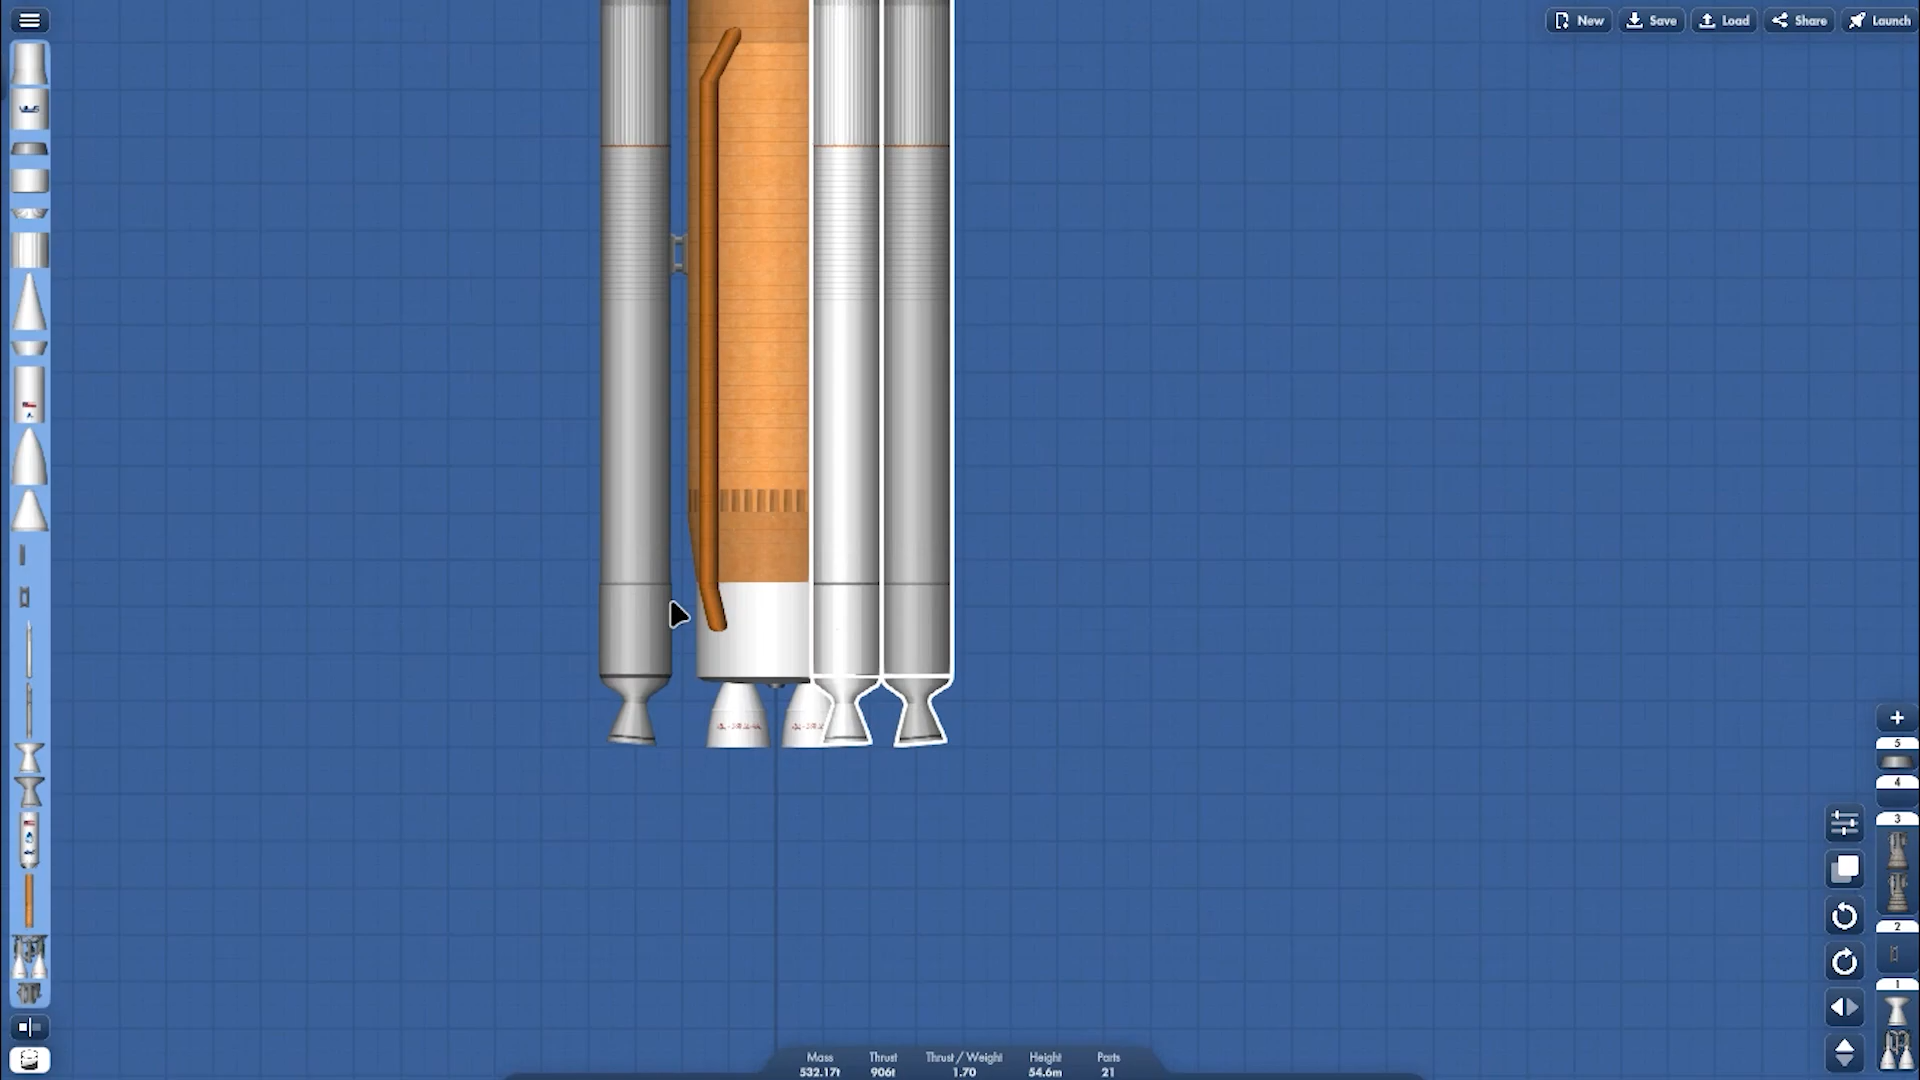 New Save Load Share Launch
5
4
3
2
1
Mass Thrust Thrust / Weight Height Parts
532.17t 906t 1.70 54.6m 21